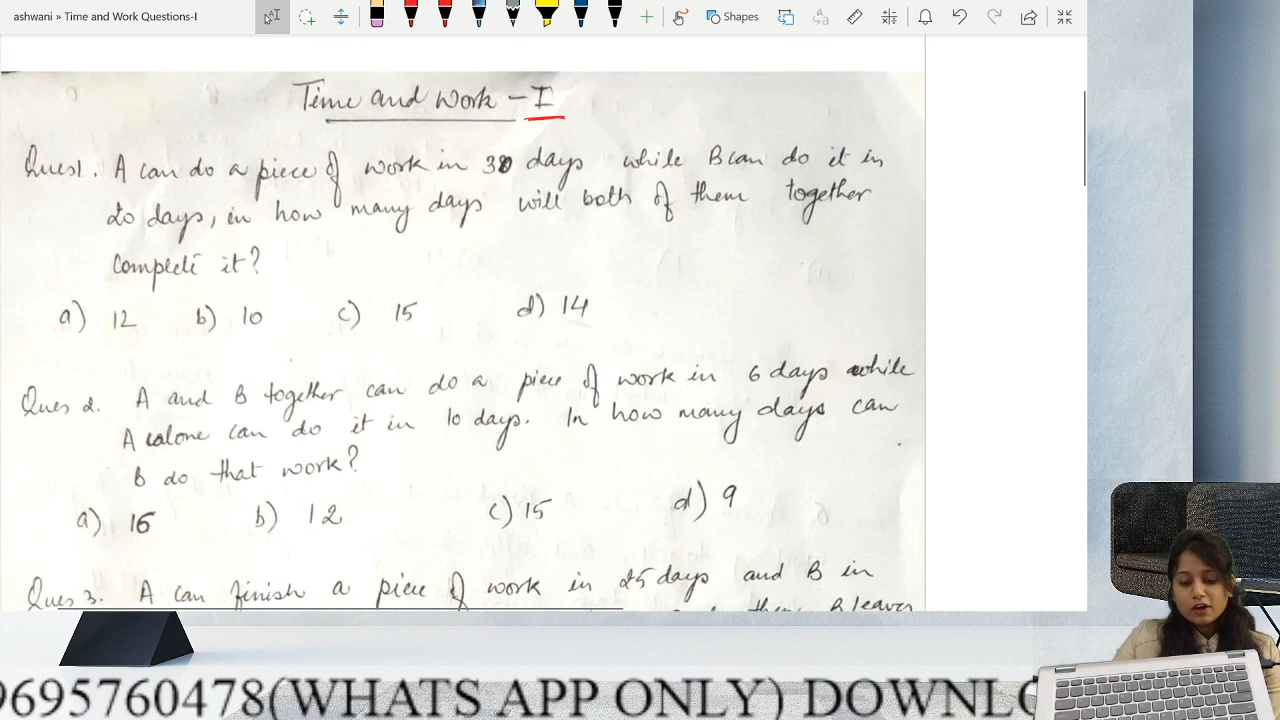 ashwani » Time and Work Questions-I
Shapes
Time and Work - I
Ques1. A can do a piece of work in 30 days while B can do it in
20 days, in how many days will both of them together
complete it?
a) 12 b) 10 c) 15 d) 14
Ques 2. A and B together can do a piece of work in 6 days while
A alone can do it in 10 days. In how many days can
B do that work?
a) 16 b) 12 c) 15 d) 9
Ques 3. A can finish a piece of work in 25 days and B in
them B leaves
9695760478(WHATS APP ONLY) DOWNLO